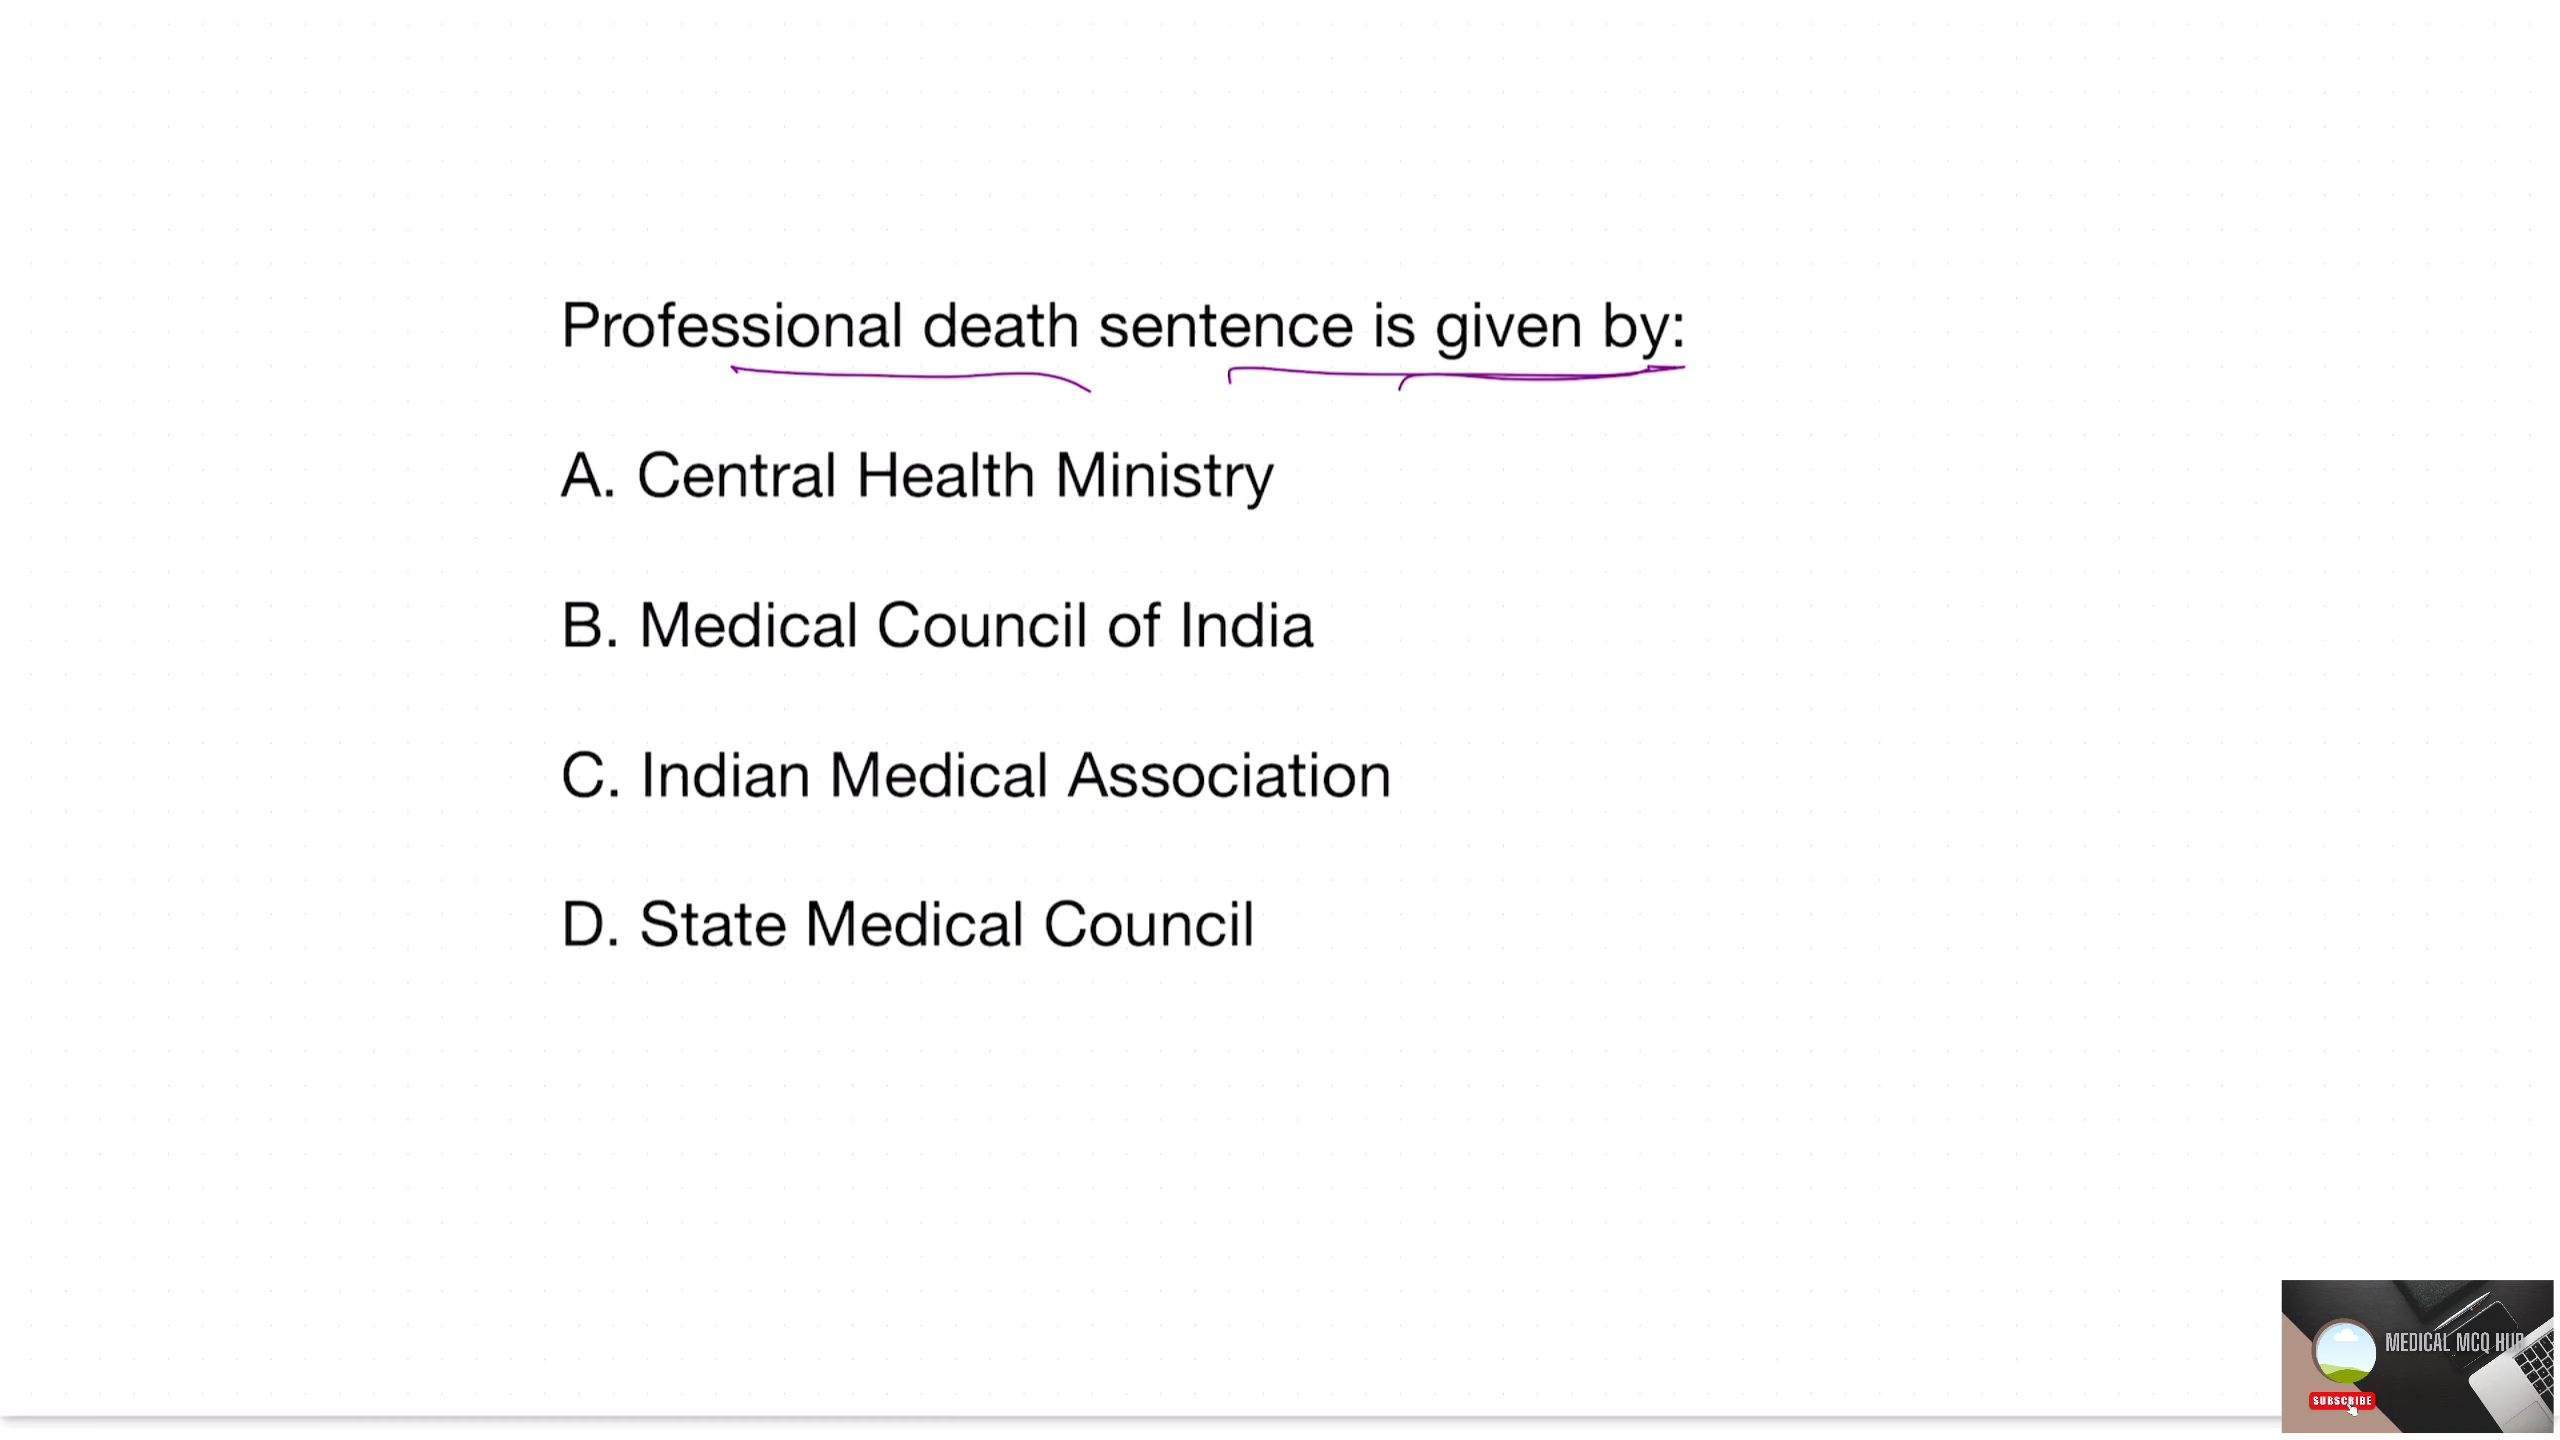 Professional death sentence is given by:
A. Central Health Ministry
B. Medical Council of India
C. Indian Medical Association
D. State Medical Council
MEDICAL MCQ HUB
SUBSCRIBE